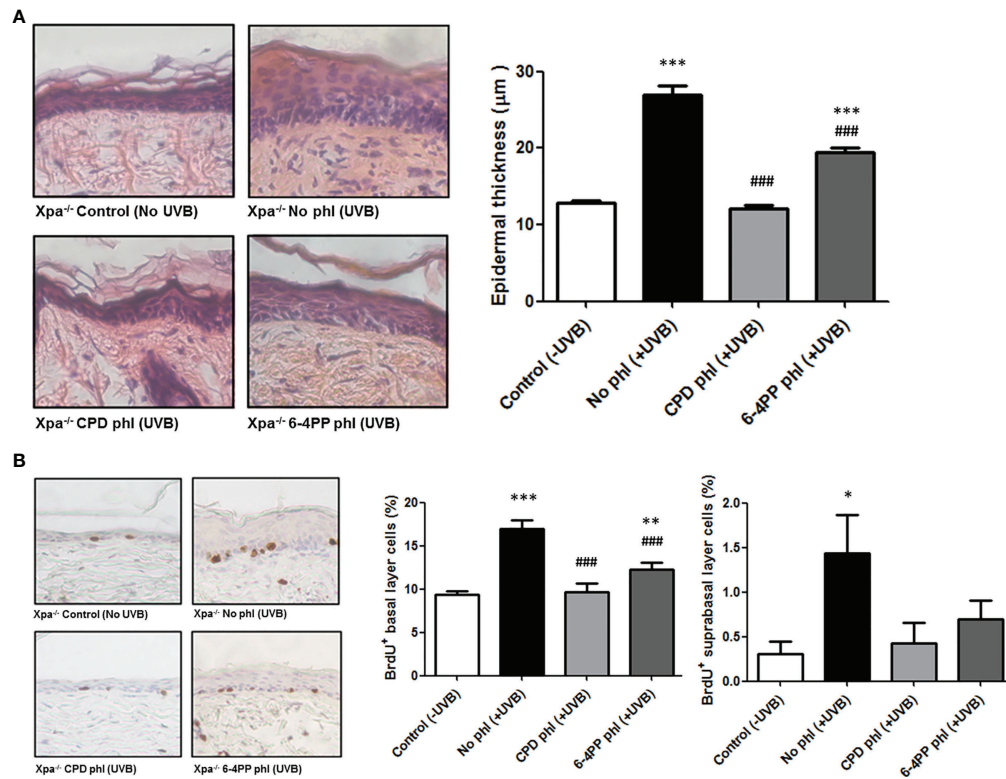 A
Xpa-/- Control (No UVB)
Xpa-/- No phl (UVB)
Xpa-/- CPD phl (UVB)
Xpa-/- 6-4PP phl (UVB)
Epidermal thickness (μm)
30
20
10
0
***
###
***
###
Control (-UVB)
No phl (+UVB)
CPD phl (+UVB)
6-4PP phl (+UVB)
B
Xpa-/- Control (No UVB)
Xpa-/- No phl (UVB)
Xpa-/- CPD phl (UVB)
Xpa-/- 6-4PP phl (UVB)
BrdU+ basal layer cells (%)
20
15
10
5
0
***
###
**
###
Control (-UVB)
No phl (+UVB)
CPD phl (+UVB)
6-4PP phl (+UVB)
BrdU+ suprabasal layer cells (%)
2.0
1.5
1.0
0.5
0.0
*
Control (-UVB)
No phl (+UVB)
CPD phl (+UVB)
6-4PP phl (+UVB)